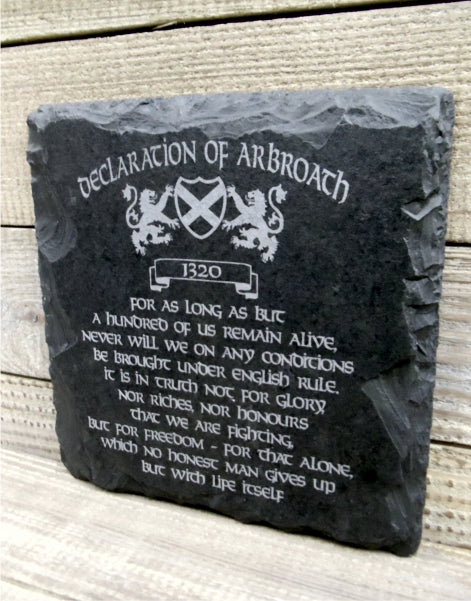 DECLARATION OF ARBROATH
1320
FOR AS LONG AS BUT
A HUNDRED OF US REMAIN ALIVE,
NEVER WILL WE ON ANY CONDITIONS
BE BROUGHT UNDER ENGLISH RULE.
IT IS IN TRUTH NOT FOR GLORY,
NOR RICHES, NOR HONOURS
THAT WE ARE FIGHTING,
BUT FOR FREEDOM - FOR THAT ALONE,
WHICH NO HONEST MAN GIVES UP
BUT WITH LIFE ITSELF